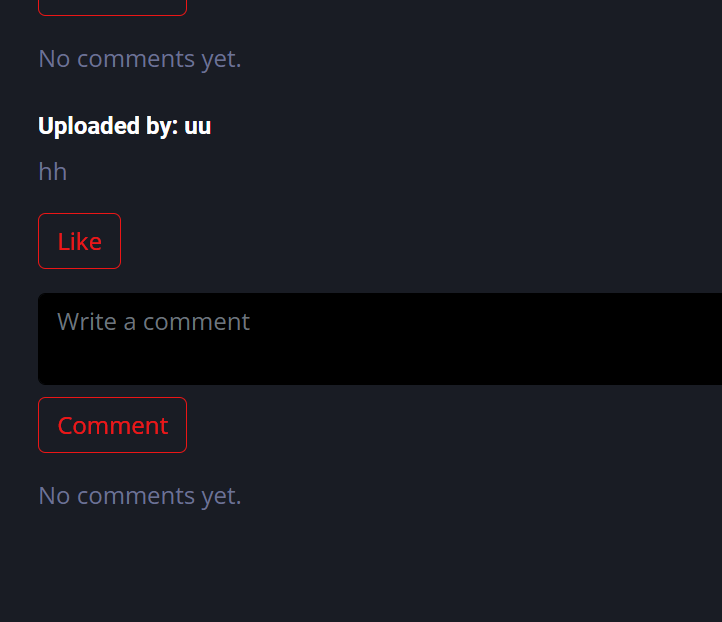 No comments yet.
Uploaded by: uu
hh
Like
Write a comment
Comment
No comments yet.